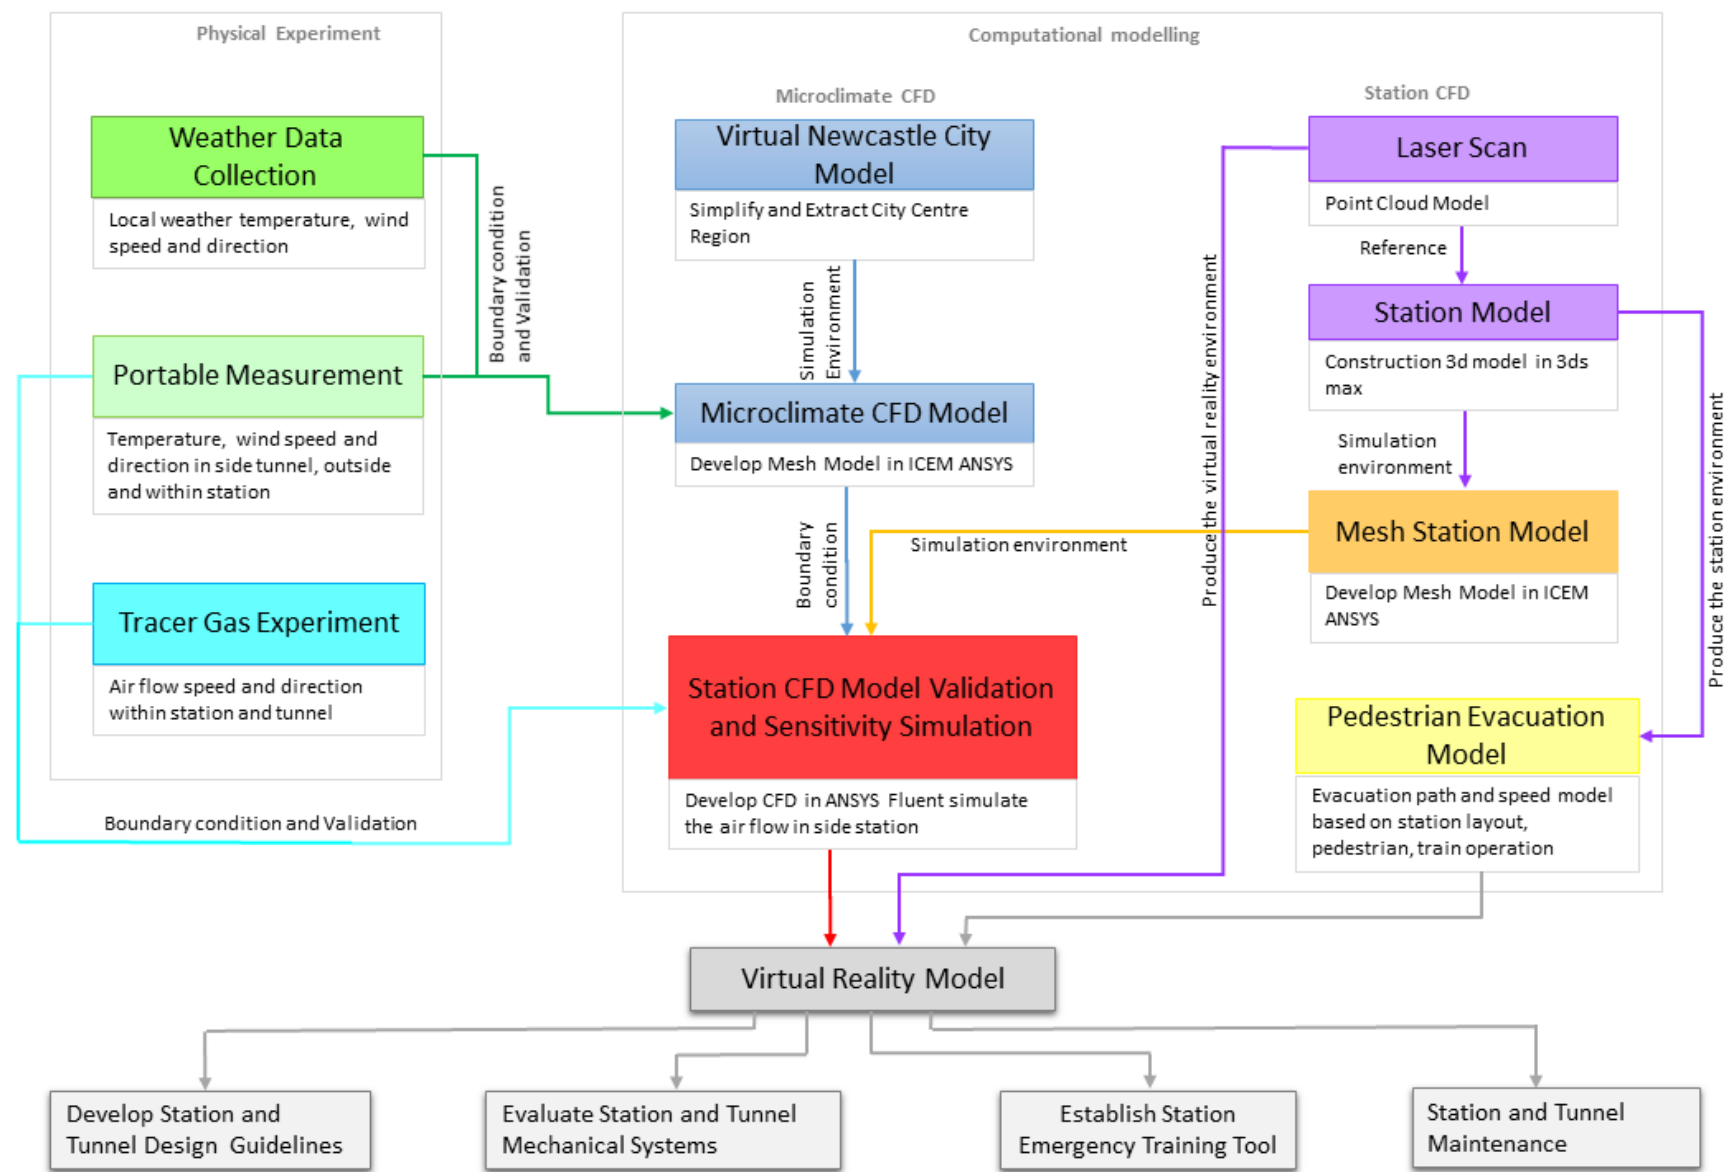 Physical Experiment
Weather Data
Collection
Local weather temperature, wind
speed and direction
Portable Measurement
Temperature, wind speed and
direction in side tunnel, outside
and within station
Tracer Gas Experiment
Air flow speed and direction
within station and tunnel
Boundary condition
and Validation
Boundary condition and Validation
Computational modelling
Microclimate CFD
Virtual Newcastle City
Model
Simplify and Extract City Centre
Region
Simulation
Environment
Microclimate CFD Model
Develop Mesh Model in ICEM ANSYS
Boundary
condition
Simulation environment
Station CFD Model Validation
and Sensitivity Simulation
Develop CFD in ANSYS Fluent simulate
the air flow in side station
Produce the virtual reality environment
Station CFD
Laser Scan
Point Cloud Model
Reference
Station Model
Construction 3d model in 3ds
max
Simulation
environment
Mesh Station Model
Develop Mesh Model in ICEM
ANSYS
Produce the station environment
Pedestrian Evacuation
Model
Evacuation path and speed model
based on station layout,
pedestrian, train operation
Virtual Reality Model
Develop Station and
Tunnel Design Guidelines
Evaluate Station and Tunnel
Mechanical Systems
Establish Station
Emergency Training Tool
Station and Tunnel
Maintenance